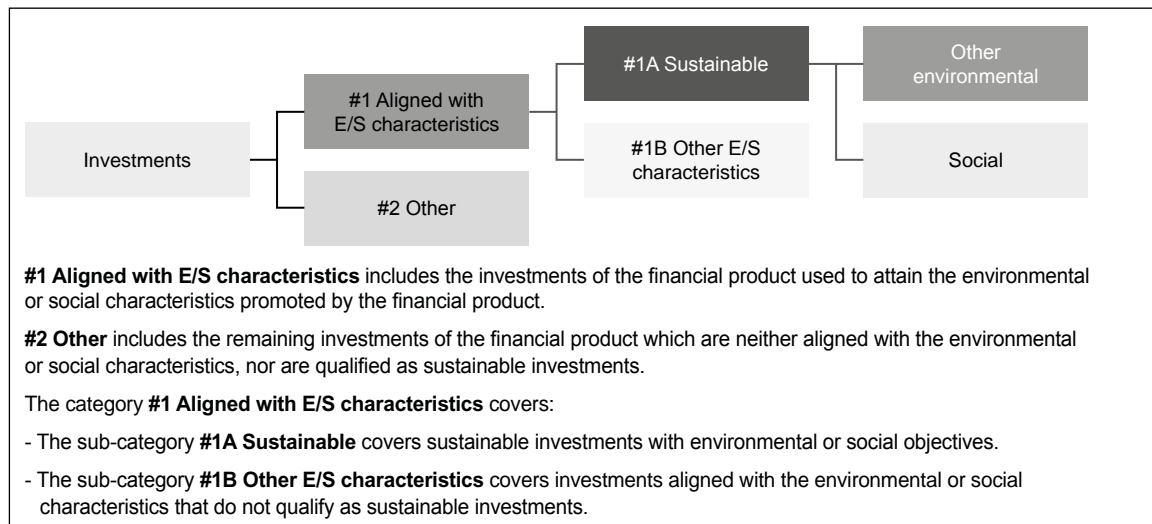 #1A Sustainable
Other
environmental
#1 Aligned with
E/S characteristics
Investments
#1B Other E/S
characteristics
Social
#2 Other
#1 Aligned with E/S characteristics includes the investments of the financial product used to attain the environmental
or social characteristics promoted by the financial product.
#2 Other includes the remaining investments of the financial product which are neither aligned with the environmental
or social characteristics, nor are qualified as sustainable investments.
The category #1 Aligned with E/S characteristics covers:
- The sub-category #1A Sustainable covers sustainable investments with environmental or social objectives.
- The sub-category #1B Other E/S characteristics covers investments aligned with the environmental or social
characteristics that do not qualify as sustainable investments.